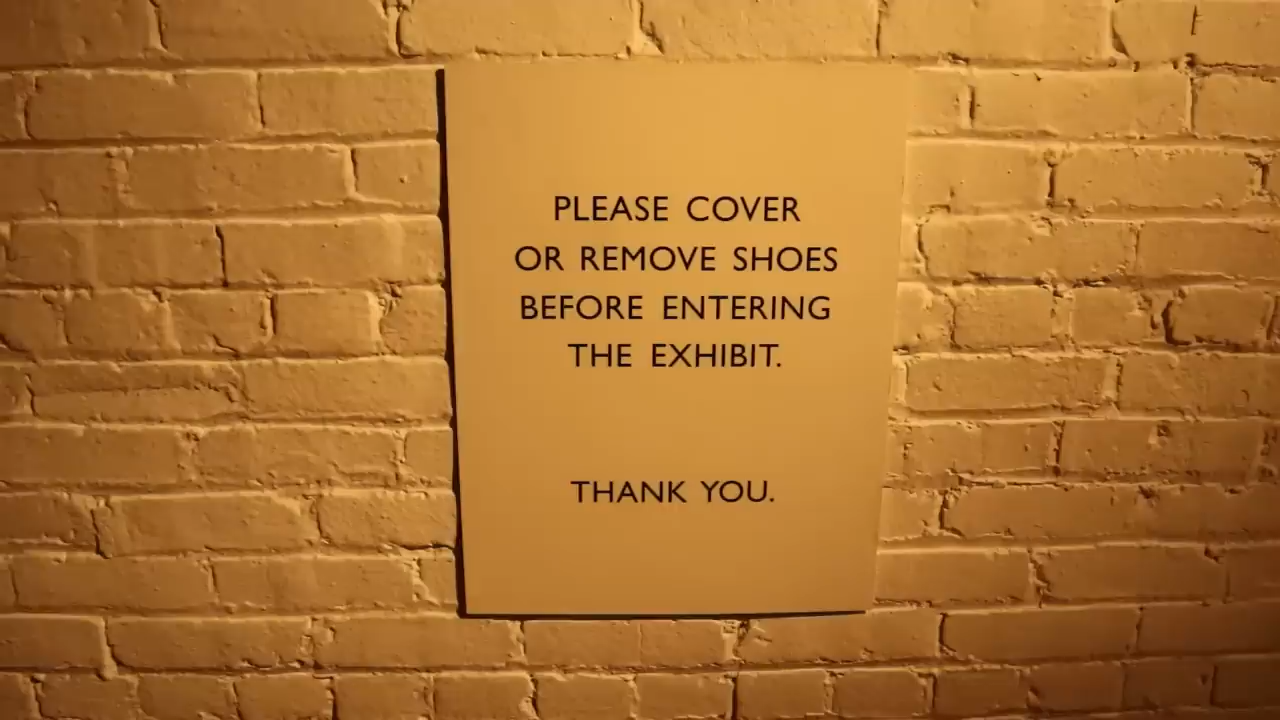 PLEASE COVER
OR REMOVE SHOES
BEFORE ENTERING
THE EXHIBIT.
THANK YOU.